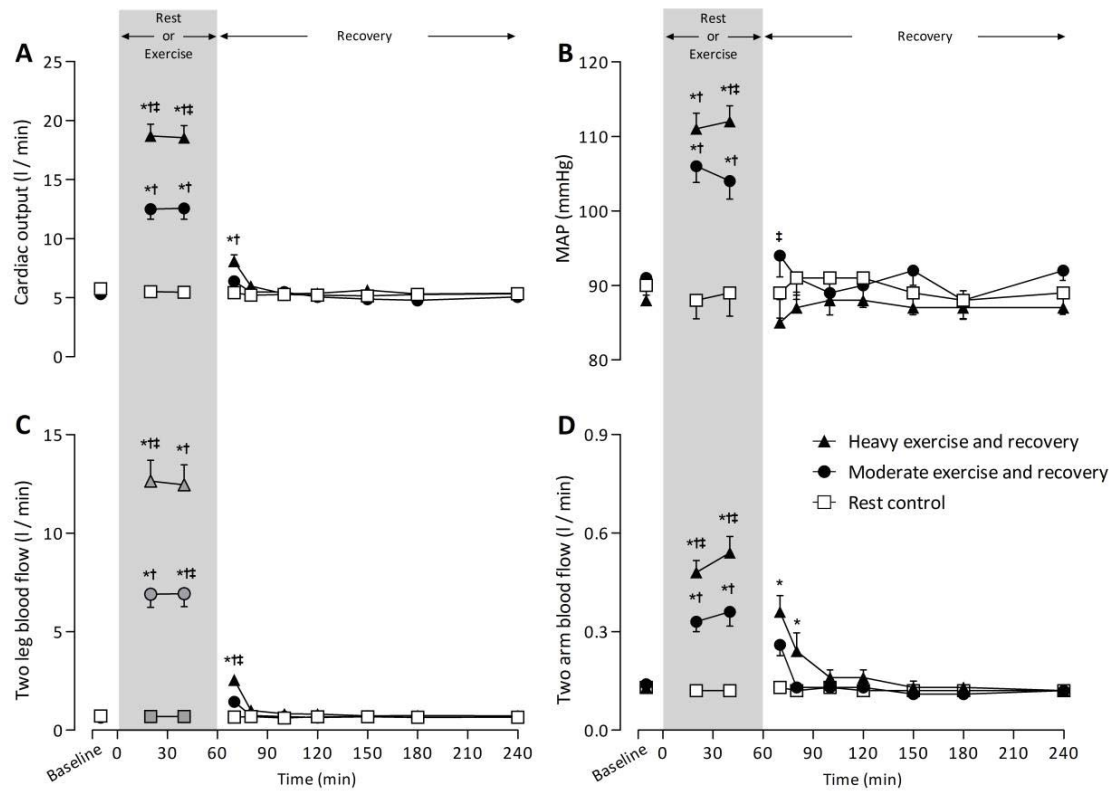 Rest
or
Exercise
Recovery
Rest
or
Exercise
Recovery
A
B
25
20
15
10
5
0
Cardiac output (l / min)
*†‡ *†‡
*† *†
*†
120
110
100
90
80
MAP (mmHg)
*† *†‡
*† *†
‡
C
D
15
10
5
0
Two leg blood flow (l / min)
*†‡ *†
*† *†‡
*†‡
Baseline 0 30 60 90 120 150 180 210 240
Time (min)
0.9
0.6
0.3
0.0
Two arm blood flow (l / min)
*†‡ *†‡
*† *†
*
*
Heavy exercise and recovery
Moderate exercise and recovery
Rest control
Baseline 0 30 60 90 120 150 180 210 240
Time (min)